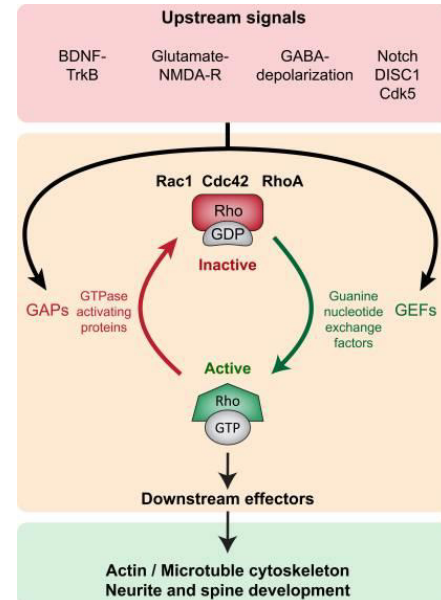 Upstream signals
BDNF-
TrkB
Glutamate-
NMDA-R
GABA-
depolarization
Notch
DISC1
Cdk5
Rac1 Cdc42 RhoA
Rho
GDP
Inactive
GAPs
GTPase
activating
proteins
Guanine
nucleotide
exchange
factors
GEFs
Active
Rho
GTP
Downstream effectors
Actin / Microtuble cytoskeleton
Neurite and spine development